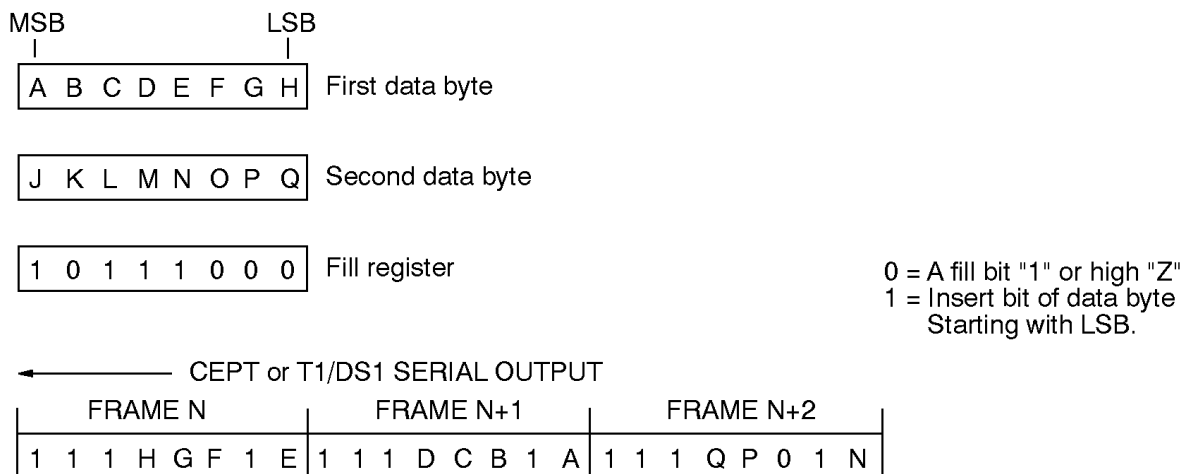 MSB LSB
A B C D E F G H First data byte
J K L M N O P Q Second data byte
1 0 1 1 1 0 0 0 Fill register
0 = A fill bit "1" or high "Z"
1 = Insert bit of data byte
Starting with LSB.
CEPT or T1/DS1 SERIAL OUTPUT
FRAME N FRAME N+1 FRAME N+2
1 1 1 H G F 1 E 1 1 1 D C B 1 A 1 1 1 Q P 0 1 N